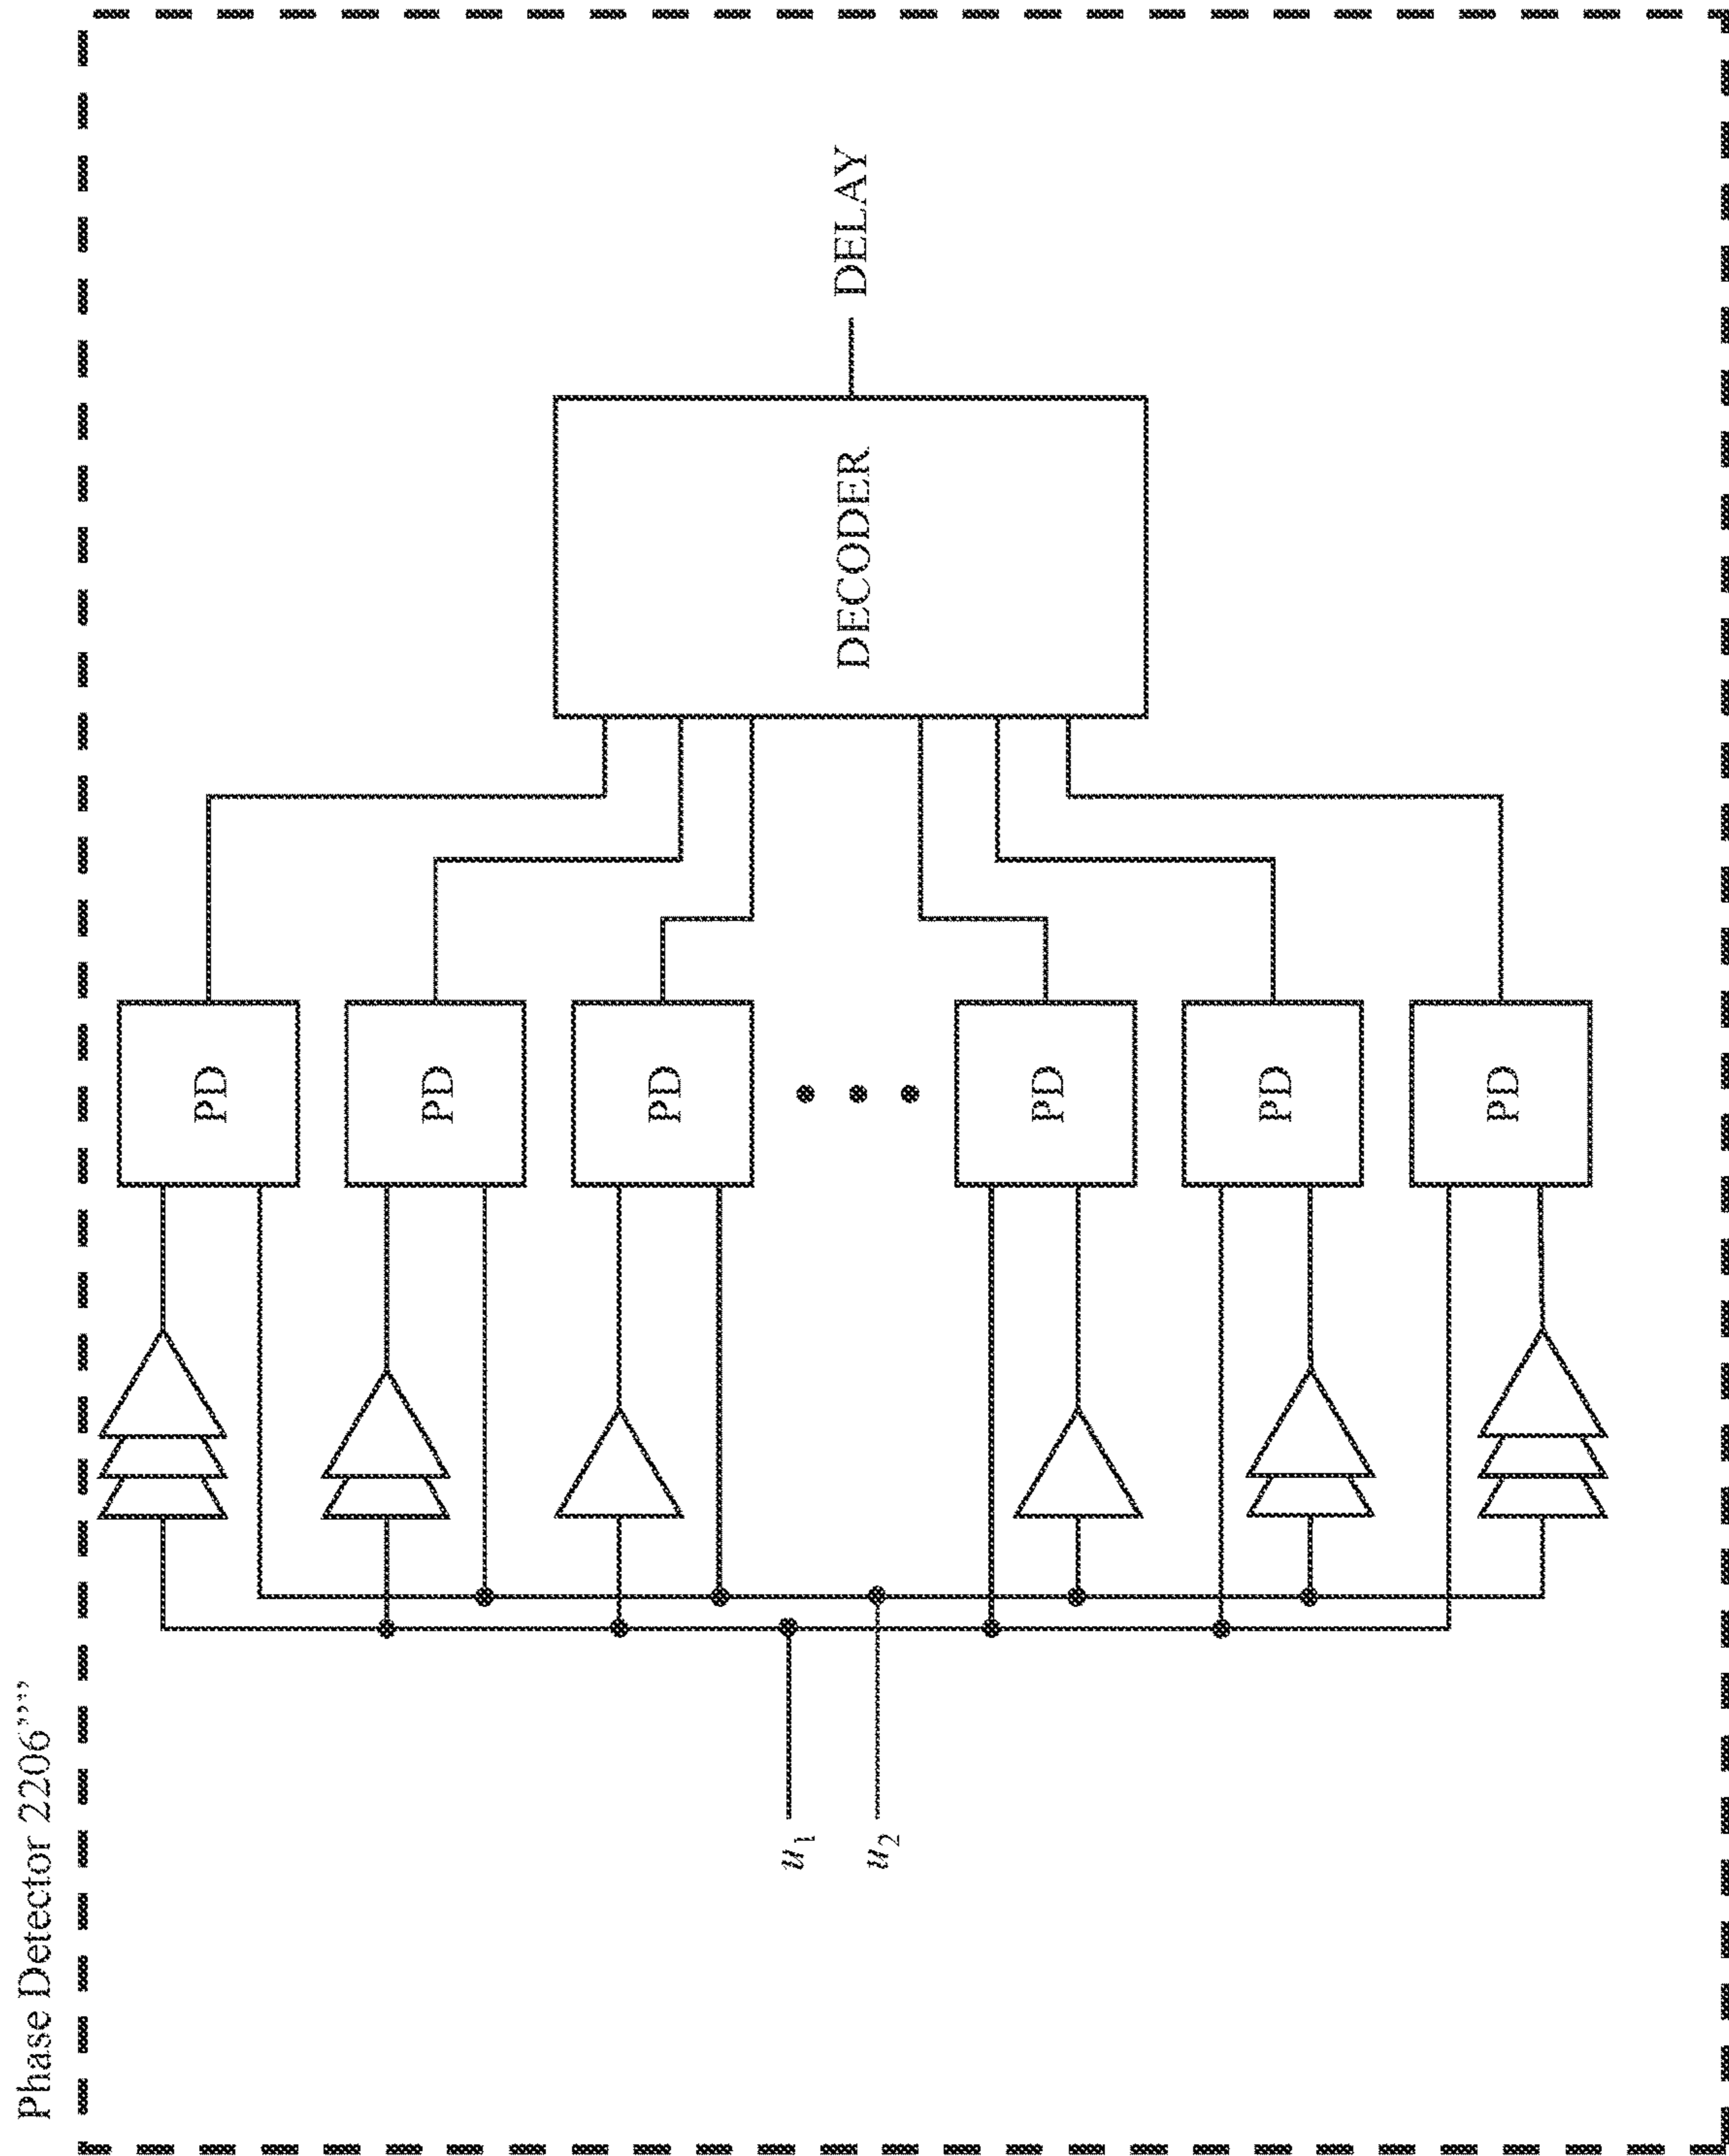 Phase Detector 2206””
u1
u2
PD
PD
PD
PD
PD
PD
DECODER
DELAY